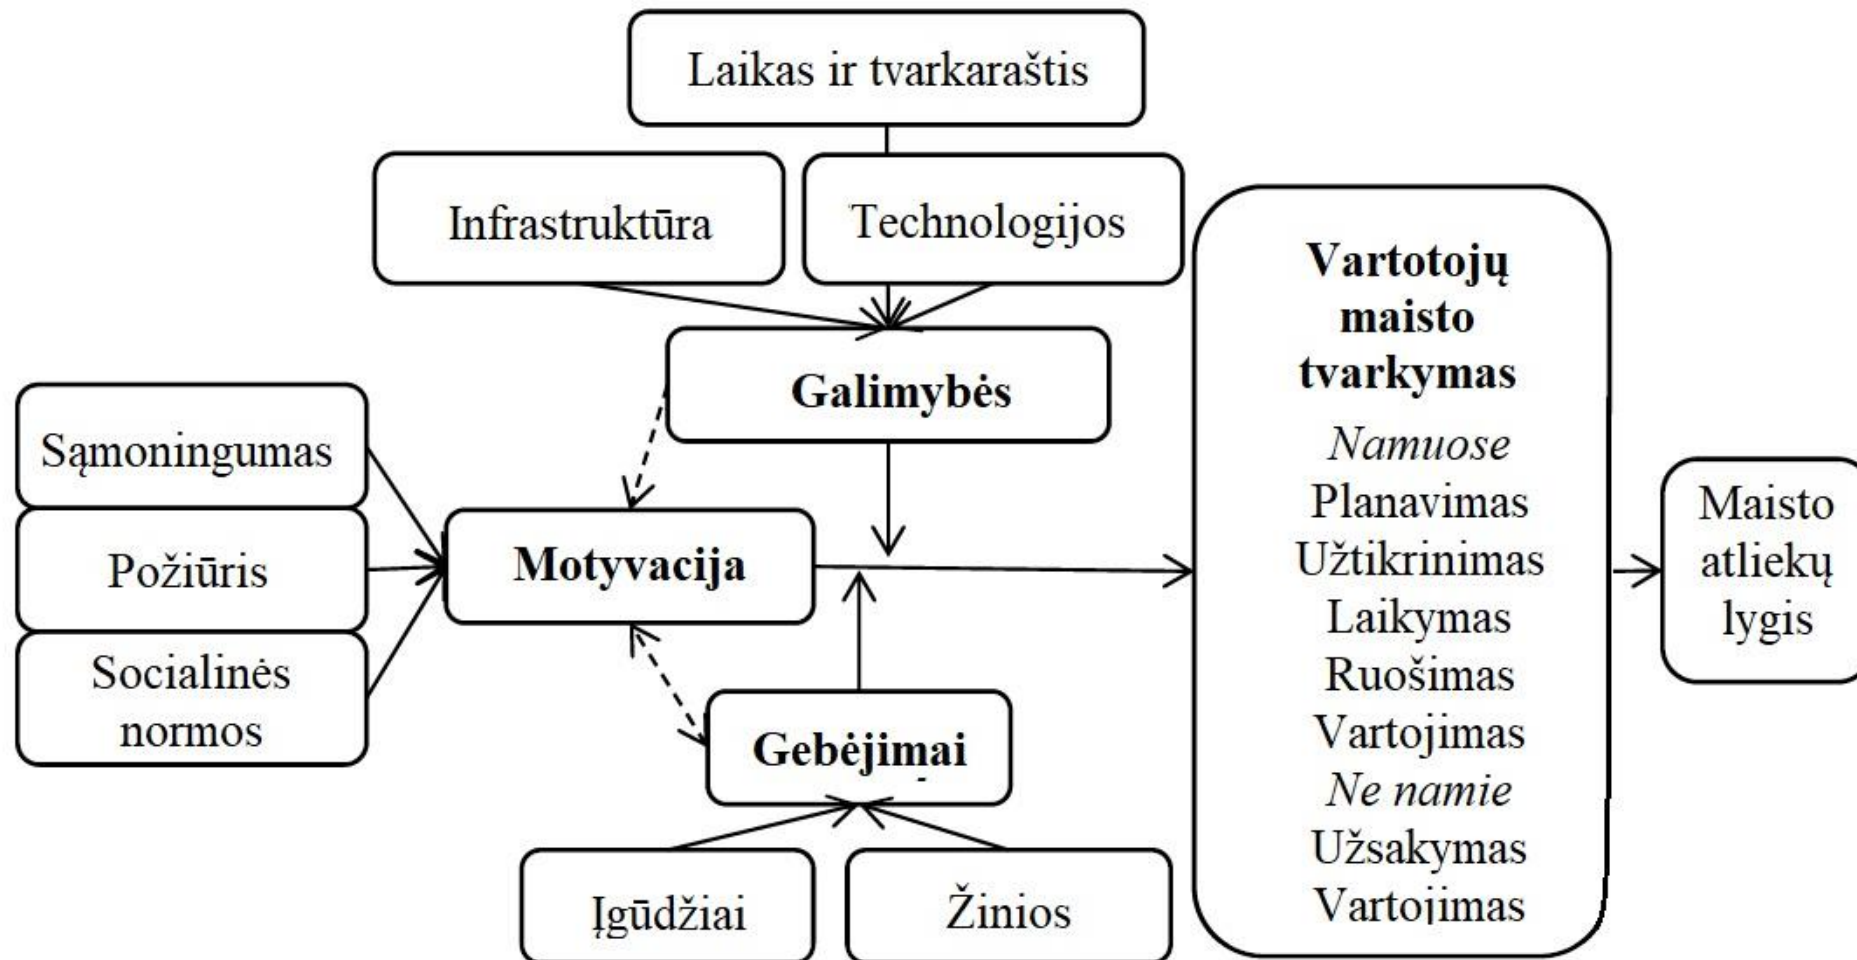 Laikas ir tvarkaraštis
Infrastruktūra
Technologijos
Galimybės
Sąmoningumas
Požiūris
Socialinės
normos
Motyvacija
Gebėjimai
Įgūdžiai
Žinios
Vartotojų
maisto
tvarkymas
Namuose
Planavimas
Užtikrinimas
Laikymas
Ruošimas
Vartojimas
Ne namie
Užsakymas
Vartojimas
Maisto
atliekų
lygis